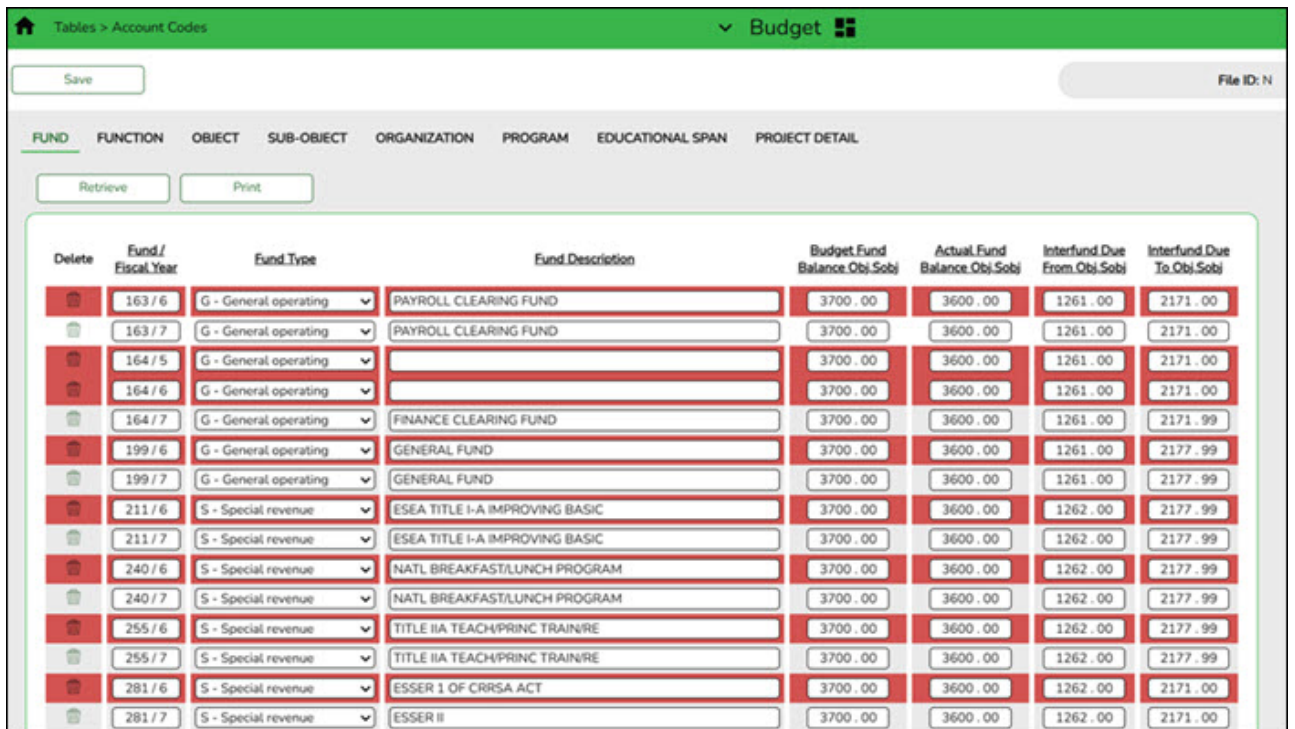 Tables > Account Codes
Budget
Save
File ID: N
FUND FUNCTION OBJECT SUB-OBJECT ORGANIZATION PROGRAM EDUCATIONAL SPAN PROJECT DETAIL
Retrieve Print
Delete Fund / Fiscal Year Fund Type Fund Description Budget Fund Balance Obj.Sobj Actual Fund Balance Obj.Sobj Interfund Due From Obj.Sobj Interfund Due To Obj.Sobj
163 / 6 G - General operating PAYROLL CLEARING FUND 3700 . 00 3600 . 00 1261 . 00 2171 . 00
163 / 7 G - General operating PAYROLL CLEARING FUND 3700 . 00 3600 . 00 1261 . 00 2171 . 00
164 / 5 G - General operating 3700 . 00 3600 . 00 1261 . 00 2171 . 00
164 / 6 G - General operating 3700 . 00 3600 . 00 1261 . 00 2171 . 00
164 / 7 G - General operating FINANCE CLEARING FUND 3700 . 00 3600 . 00 1261 . 00 2171 . 99
199 / 6 G - General operating GENERAL FUND 3700 . 00 3600 . 00 1261 . 00 2177 . 99
199 / 7 G - General operating GENERAL FUND 3700 . 00 3600 . 00 1261 . 00 2177 . 99
211 / 6 S - Special revenue ESEA TITLE I-A IMPROVING BASIC 3700 . 00 3600 . 00 1262 . 00 2177 . 99
211 / 7 S - Special revenue ESEA TITLE I-A IMPROVING BASIC 3700 . 00 3600 . 00 1262 . 00 2177 . 99
240 / 6 S - Special revenue NATL BREAKFAST/LUNCH PROGRAM 3700 . 00 3600 . 00 1262 . 00 2177 . 99
240 / 7 S - Special revenue NATL BREAKFAST/LUNCH PROGRAM 3700 . 00 3600 . 00 1262 . 00 2177 . 99
255 / 6 S - Special revenue TITLE IIA TEACH/PRINC TRAIN/RE 3700 . 00 3600 . 00 1262 . 00 2177 . 99
255 / 7 S - Special revenue TITLE IIA TEACH/PRINC TRAIN/RE 3700 . 00 3600 . 00 1262 . 00 2177 . 99
281 / 6 S - Special revenue ESSER 1 OF CRRSA ACT 3700 . 00 3600 . 00 1262 . 00 2171 . 00
281 / 7 S - Special revenue ESSER II 3700 . 00 3600 . 00 1262 . 00 2171 . 00